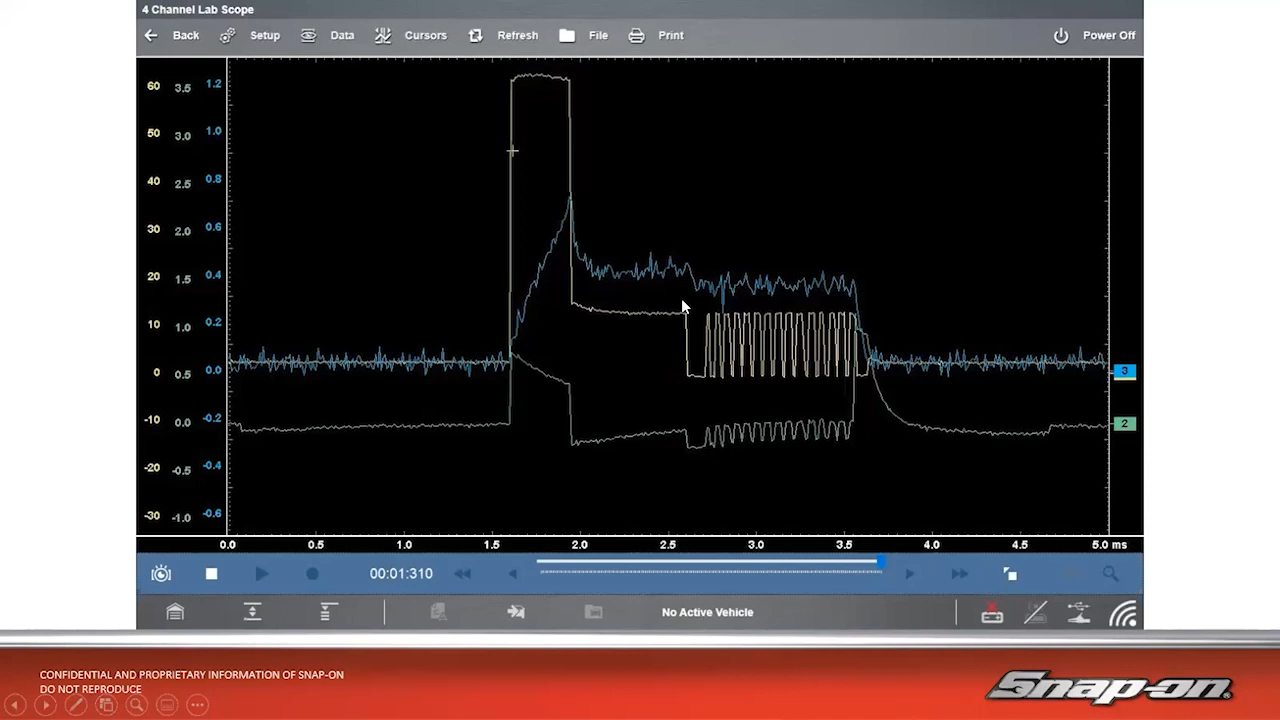 4 Channel Lab Scope
Back Setup Data Cursors Refresh File Print Power Off
60 3.5 1.2
50 3.0 1.0
40 2.5 0.8
30 2.0 0.6
20 1.5 0.4
10 1.0 0.2
0 0.5 0.0 3
-10 0.0 -0.2 2
-20 -0.5 -0.4
-30 -1.0 -0.6
0.0 0.5 1.0 1.5 2.0 2.5 3.0 3.5 4.0 4.5 5.0 ms
00:01:310
No Active Vehicle
CONFIDENTIAL AND PROPRIETARY INFORMATION OF SNAP-ON
DO NOT REPRODUCE
Snap-on